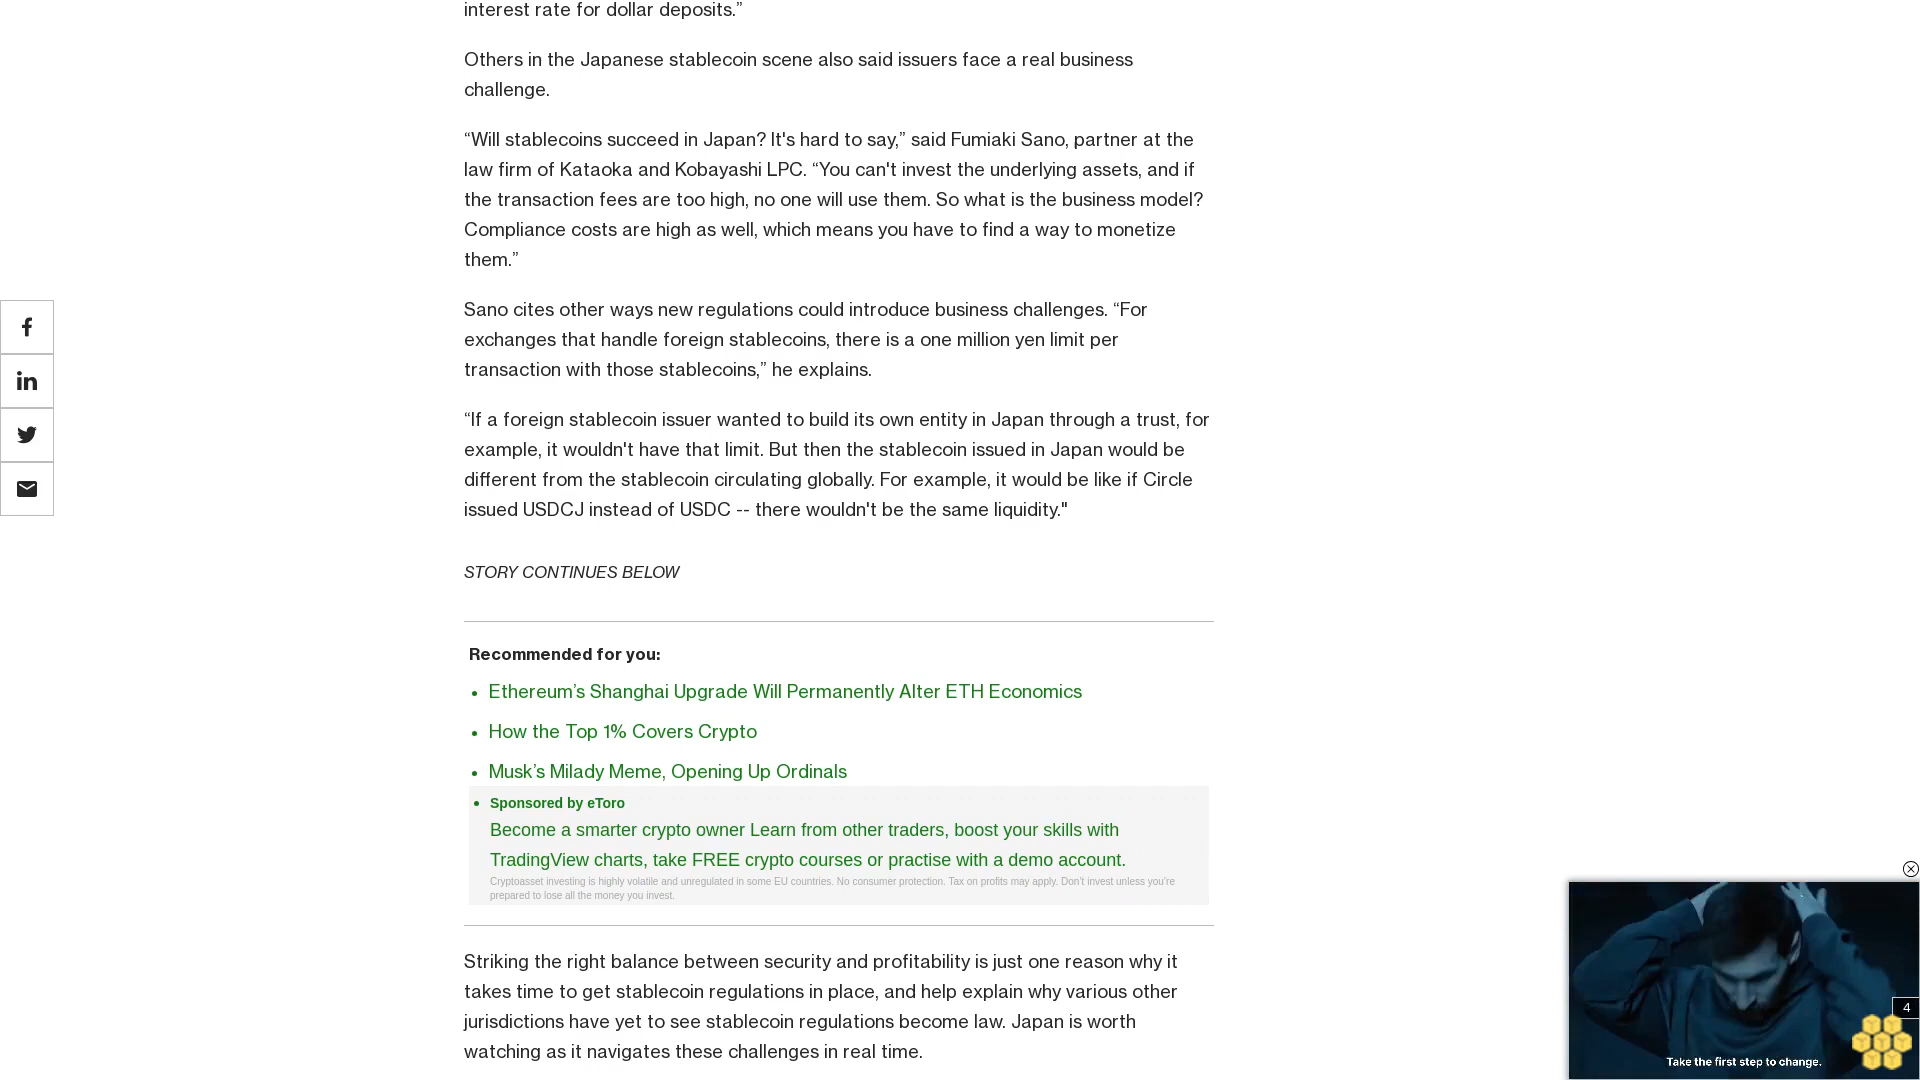 interest rate for dollar deposits.”
Others in the Japanese stablecoin scene also said issuers face a real business
challenge.
“Will stablecoins succeed in Japan? It's hard to say,” said Fumiaki Sano, partner at the
law firm of Kataoka and Kobayashi LPC. “You can't invest the underlying assets, and if
the transaction fees are too high, no one will use them. So what is the business model?
Compliance costs are high as well, which means you have to find a way to monetize
them.”
Sano cites other ways new regulations could introduce business challenges. “For
exchanges that handle foreign stablecoins, there is a one million yen limit per
transaction with those stablecoins,” he explains.
“If a foreign stablecoin issuer wanted to build its own entity in Japan through a trust, for
example, it wouldn't have that limit. But then the stablecoin issued in Japan would be
different from the stablecoin circulating globally. For example, it would be like if Circle
issued USDCJ instead of USDC -- there wouldn't be the same liquidity."
STORY CONTINUES BELOW
Recommended for you:
• Ethereum’s Shanghai Upgrade Will Permanently Alter ETH Economics
• How the Top 1% Covers Crypto
• Musk’s Milady Meme, Opening Up Ordinals
• Sponsored by eToro
Become a smarter crypto owner Learn from other traders, boost your skills with
TradingView charts, take FREE crypto courses or practise with a demo account.
Cryptoasset investing is highly volatile and unregulated in some EU countries. No consumer protection. Tax on profits may apply. Don’t invest unless you’re
prepared to lose all the money you invest.
Striking the right balance between security and profitability is just one reason why it
takes time to get stablecoin regulations in place, and help explain why various other
jurisdictions have yet to see stablecoin regulations become law. Japan is worth
watching as it navigates these challenges in real time.
4
Take the first step to change.